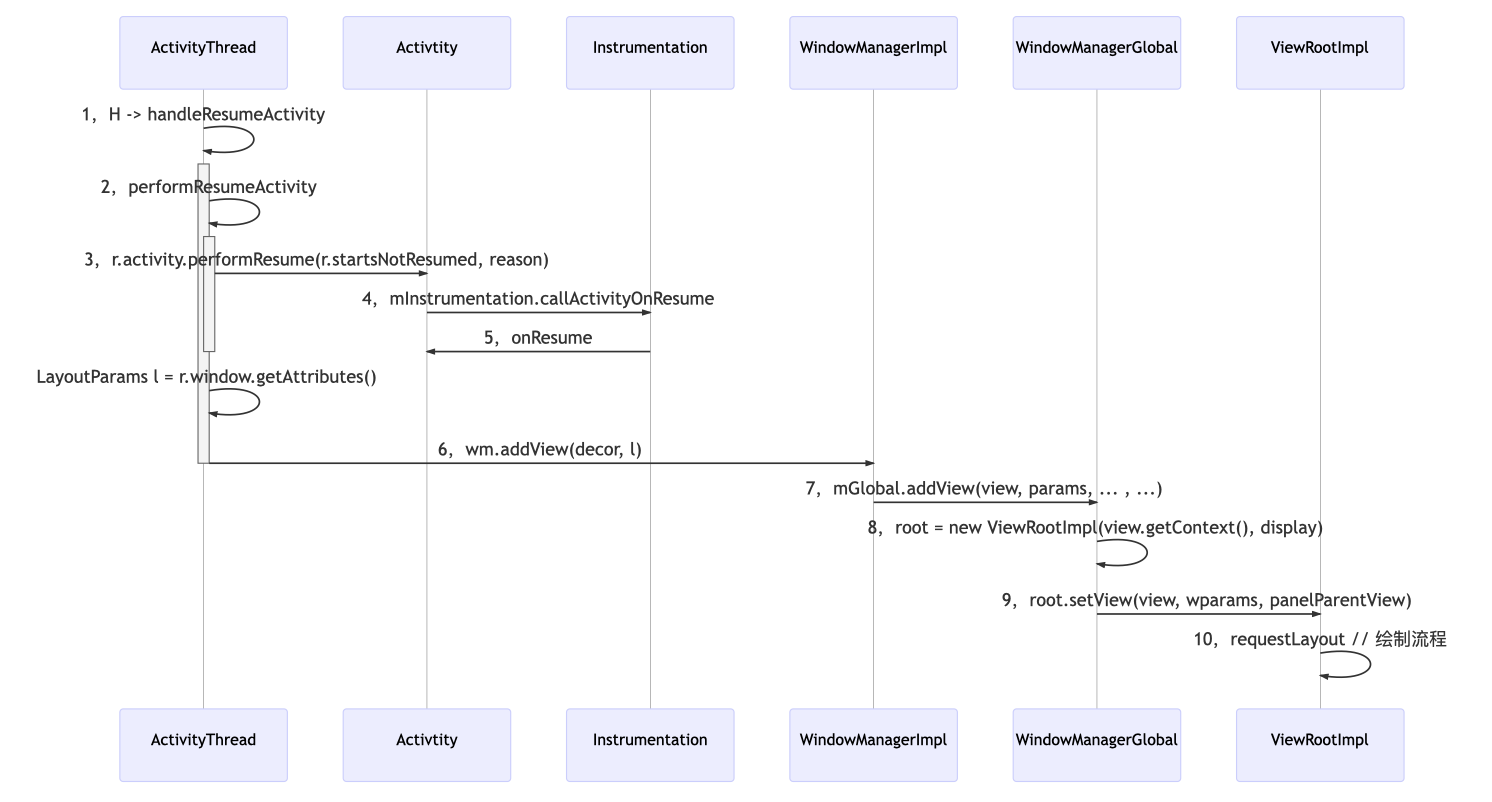 ActivityThread
Activtity
Instrumentation
WindowManagerImpl
WindowManagerGlobal
ViewRootImpl
1，H -> handleResumeActivity
2，performResumeActivity
3，r.activity.performResume(r.startsNotResumed, reason)
4，mInstrumentation.callActivityOnResume
5，onResume
LayoutParams l = r.window.getAttributes()
6，wm.addView(decor, l)
7，mGlobal.addView(view, params, ... , ...)
8，root = new ViewRootImpl(view.getContext(), display)
9，root.setView(view, wparams, panelParentView)
10，requestLayout // 绘制流程
ActivityThread
Activtity
Instrumentation
WindowManagerImpl
WindowManagerGlobal
ViewRootImpl